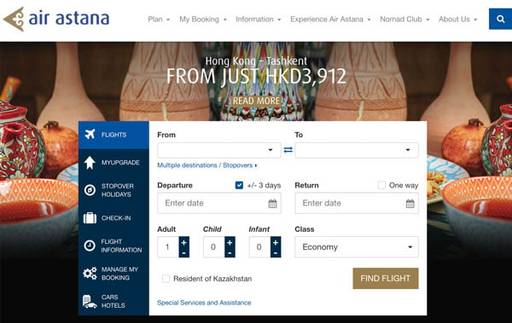 air astana
Plan My Booking Information Experience Air Astana Nomad Club About Us
Hong Kong - Tashkent
FROM JUST HKD3,912
READ MORE
FLIGHTS
MYUPGRADE
STOPOVER
HOLIDAYS
CHECK-IN
FLIGHT
INFORMATION
MANAGE MY
BOOKING
CARS
HOTELS
From To
Multiple destinations / Stopovers
Departure +/- 3 days Return One way
Enter date Enter date
Adult Child Infant Class
1 + - 0 + - 0 + - Economy
Resident of Kazakhstan FIND FLIGHT
Special Services and Assistance